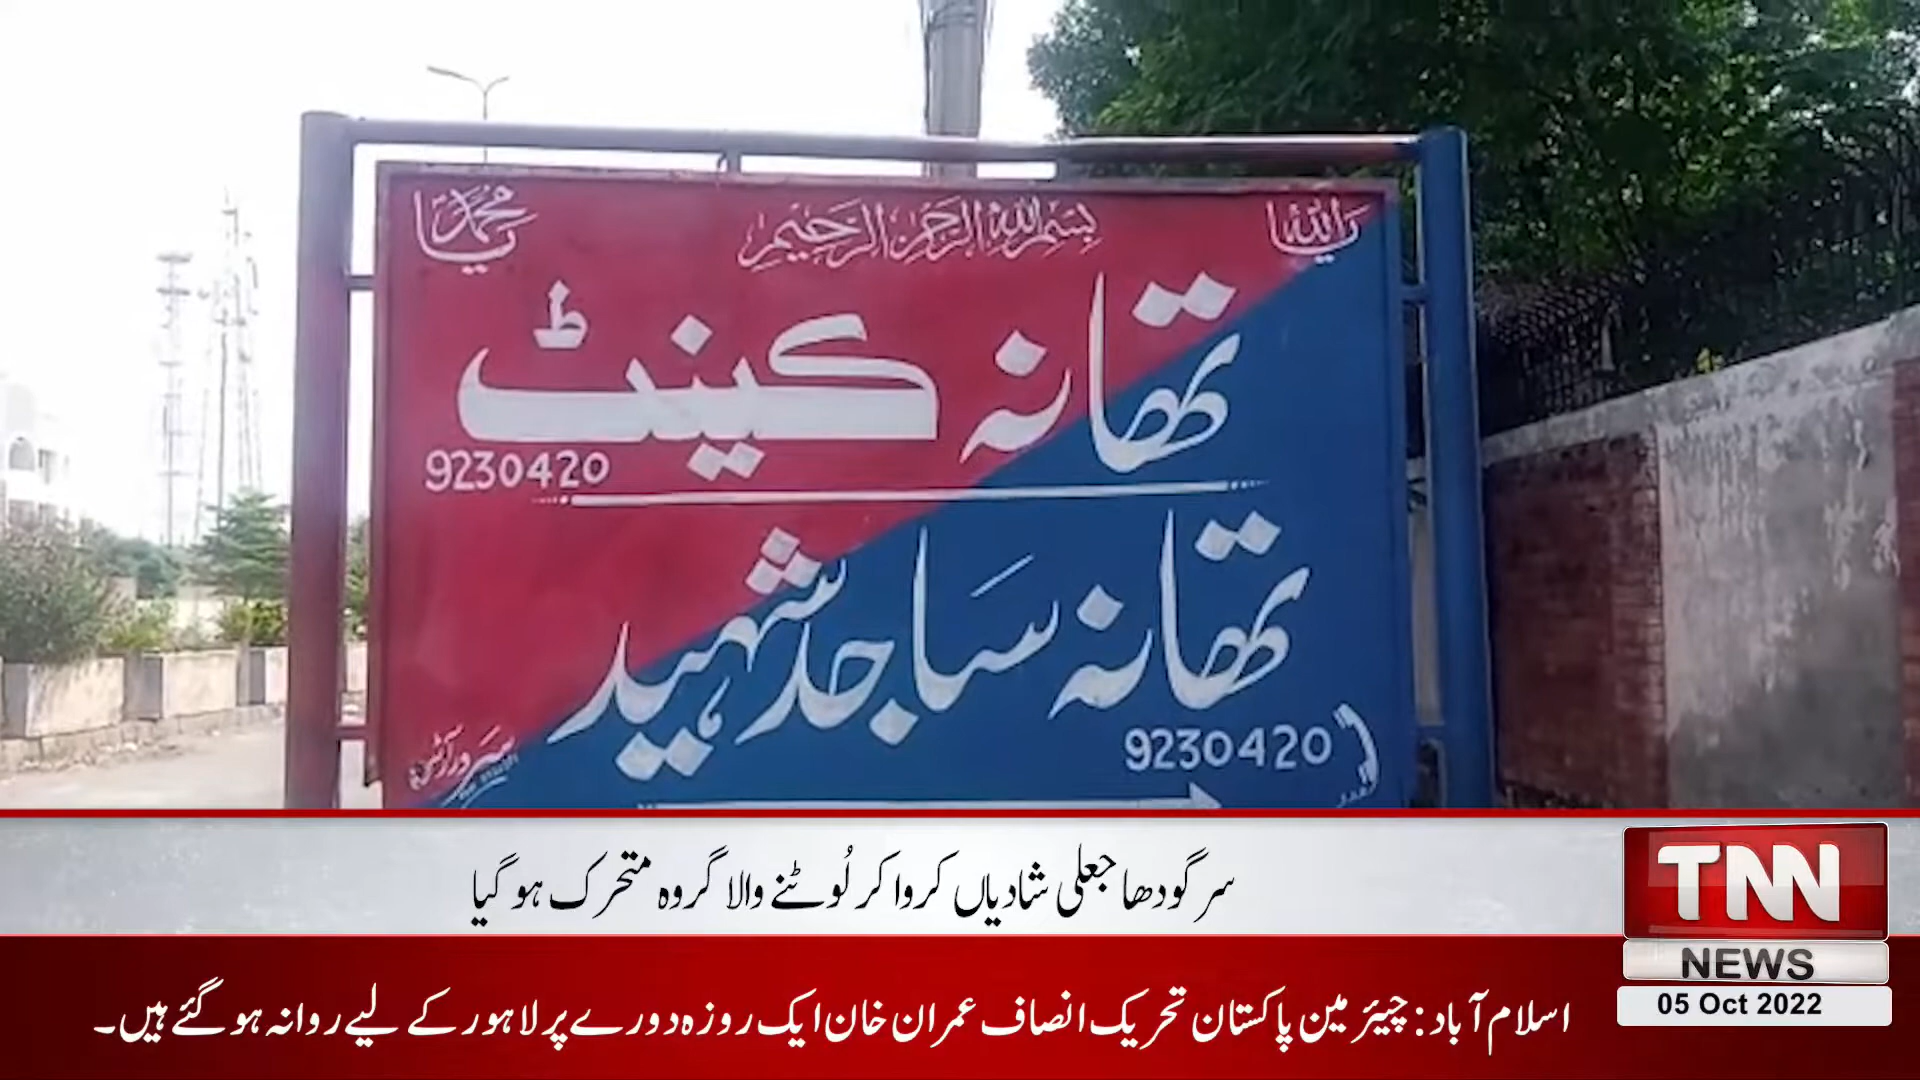 یا اللہ
بسم اللہ الرحمن الرحیم
یا محمد
تھانہ کینٹ
9230420
تھانہ ساجد شہید
9230420
سرور آرٹس
سرگودھا جعلی شادیاں کروا کر لُوٹنے والا گروہ متحرک ہو گیا
TNN
NEWS
05 Oct 2022
اسلام آباد: چیئرمین پاکستان تحریک انصاف عمران خان ایک روزہ دورے پر لاہور کے لیے روانہ ہو گئے ہیں۔